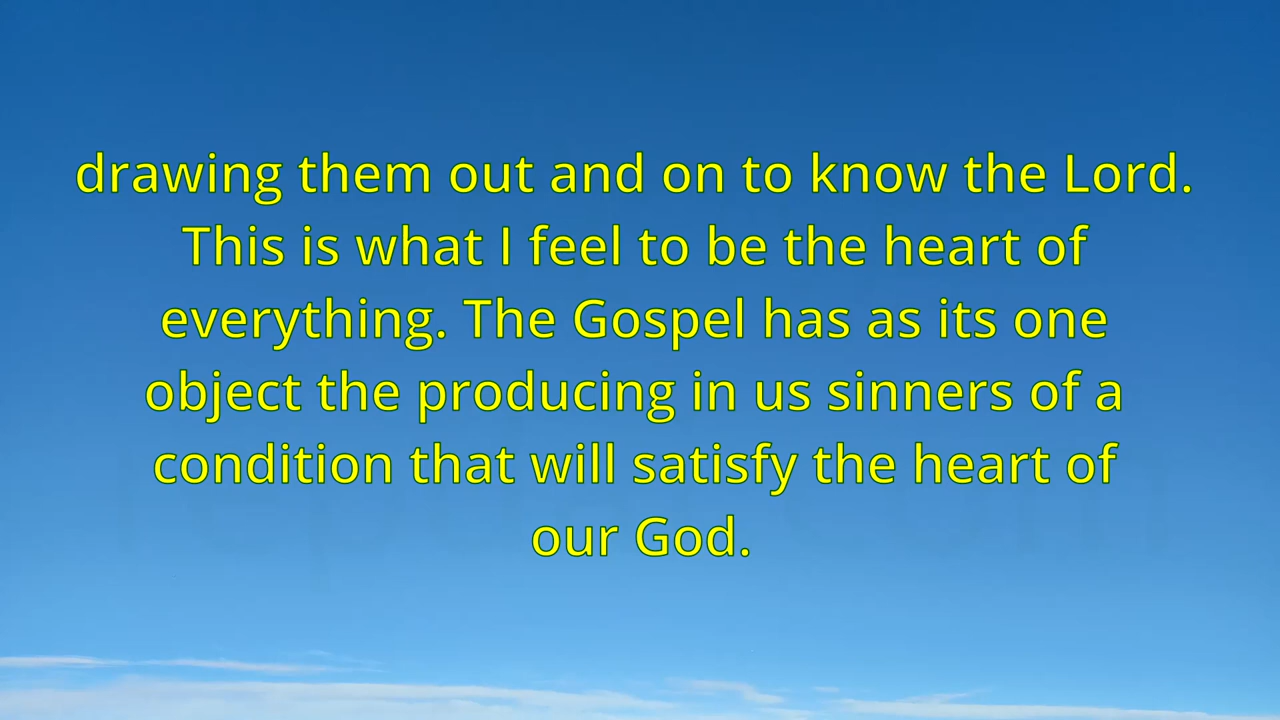 drawing them out and on to know the Lord.
This is what I feel to be the heart of
everything. The Gospel has as its one
object the producing in us sinners of a
condition that will satisfy the heart of
our God.